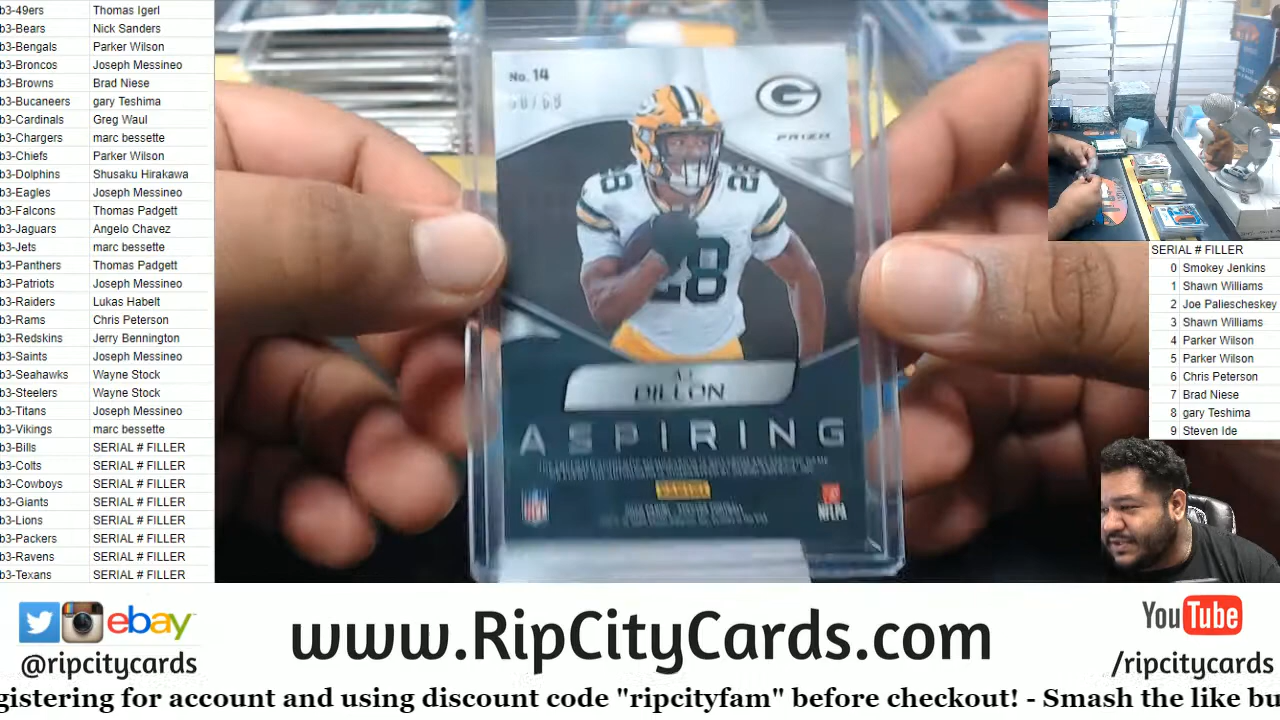 b3-49ers Thomas Igerl
b3-Bears Nick Sanders
b3-Bengals Parker Wilson
b3-Broncos Joseph Messineo
b3-Browns Brad Niese
b3-Bucaneers gary Teshima
b3-Cardinals Greg Waul
b3-Chargers marc bessette
b3-Chiefs Parker Wilson
b3-Dolphins Shusaku Hirakawa
b3-Eagles Joseph Messineo
b3-Falcons Thomas Padgett
b3-Jaguars Angelo Chavez
b3-Jets marc bessette
b3-Panthers Thomas Padgett
b3-Patriots Joseph Messineo
b3-Raiders Lukas Habelt
b3-Rams Chris Peterson
b3-Redskins Jerry Bennington
b3-Saints Joseph Messineo
b3-Seahawks Wayne Stock
b3-Steelers Wayne Stock
b3-Titans Joseph Messineo
b3-Vikings marc bessette
b3-Bills SERIAL # FILLER
b3-Colts SERIAL # FILLER
b3-Cowboys SERIAL # FILLER
b3-Giants SERIAL # FILLER
b3-Lions SERIAL # FILLER
b3-Packers SERIAL # FILLER
b3-Ravens SERIAL # FILLER
b3-Texans SERIAL # FILLER
No. 14
G
PRIZM
28 28
28
DILLON
ASPIRING
PANINI
NFL
NFLPA
SERIAL # FILLER
0 Smokey Jenkins
1 Shawn Williams
2 Joe Paliescheskey
3 Shawn Williams
4 Parker Wilson
5 Parker Wilson
6 Chris Peterson
7 Brad Niese
8 gary Teshima
9 Steven Ide
ebay
@ripcitycards
www.RipCityCards.com
YouTube
/ripcitycards
gistering for account and using discount code "ripcityfam" before checkout! - Smash the like bu